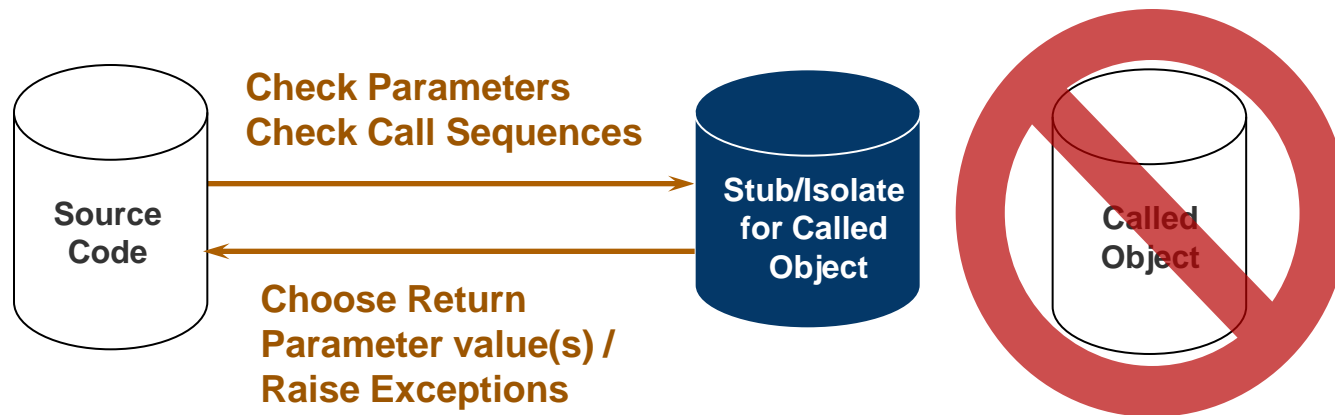 Check Parameters
Check Call Sequences
Source
Code
Stub/Isolate
for Called
Object
Called
Object
Choose Return
Parameter value(s) /
Raise Exceptions